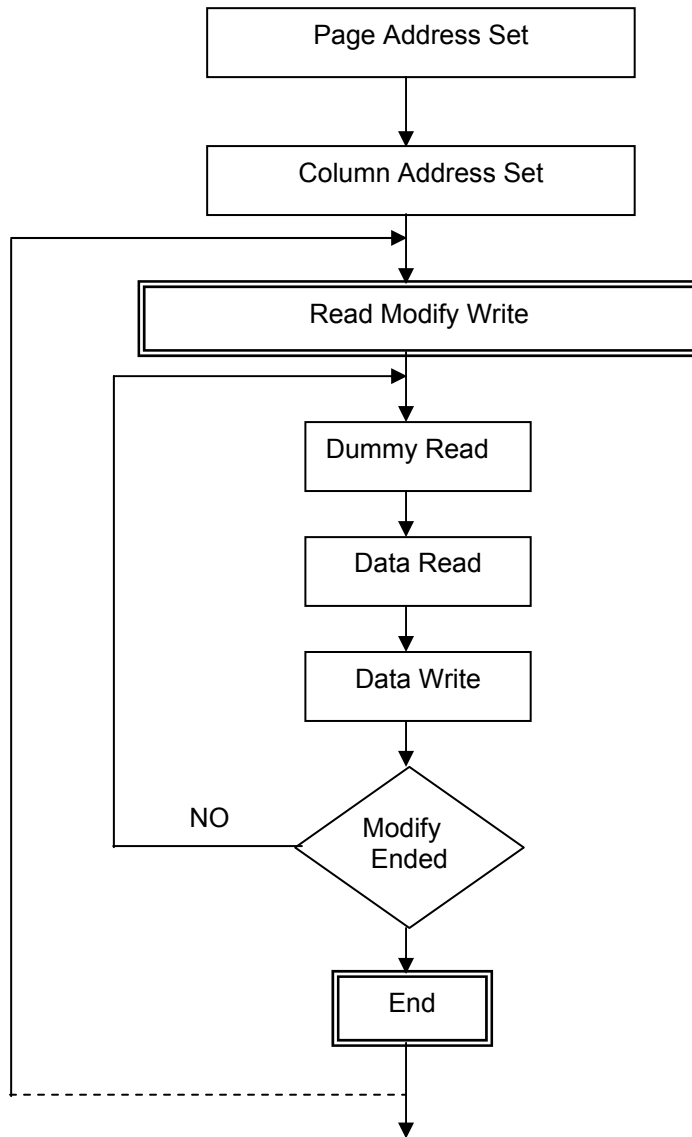 Page Address Set
Column Address Set
Read Modify Write
Dummy Read
Data Read
Data Write
NO
Modify
Ended
End